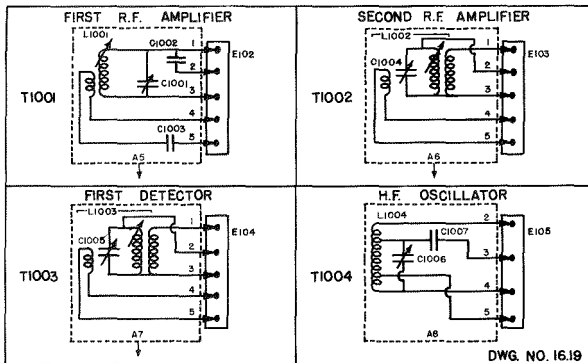 FIRST R.F. AMPLIFIER
L1001
C1002
1
E102
2
C1001
3
T1001
4
C1003
5
A5
SECOND R.F. AMPLIFIER
L1002
1
E103
C1004
2
3
T1002
4
5
A6
FIRST DETECTOR
L1003
1
E104
C1005
2
3
T1003
4
5
A7
H.F. OSCILLATOR
L1004
2
E105
C1007
3
C1006
T1004
4
5
A8
DWG. NO. 16.19